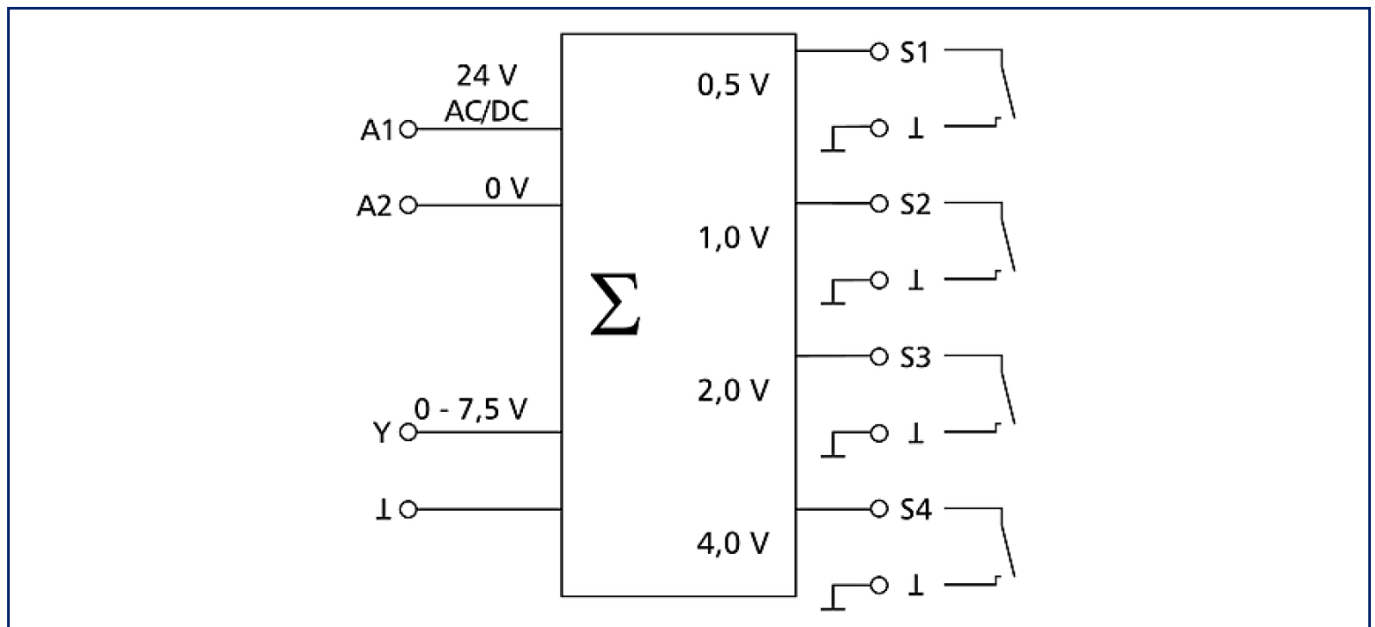 24 V
AC/DC
A1
A2
0 V
Σ
Y
0 - 7,5 V
⊥
0,5 V
S1
⊥
1,0 V
S2
⊥
2,0 V
S3
⊥
4,0 V
S4
⊥